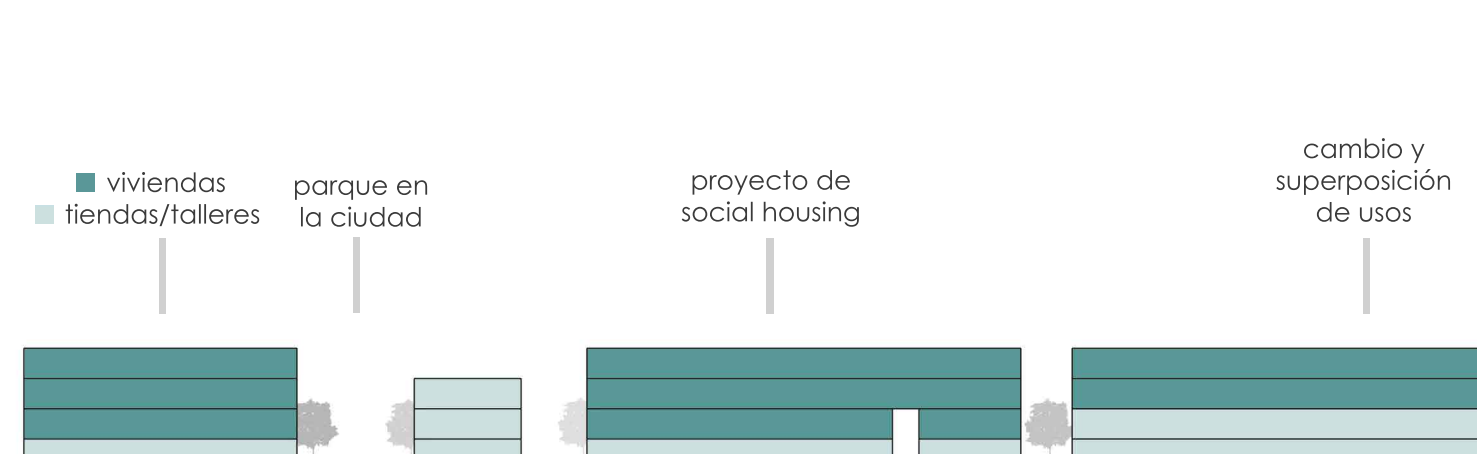 viviendas
tiendas/talleres
parque en
la ciudad
proyecto de
social housing
cambio y
superposición
de usos